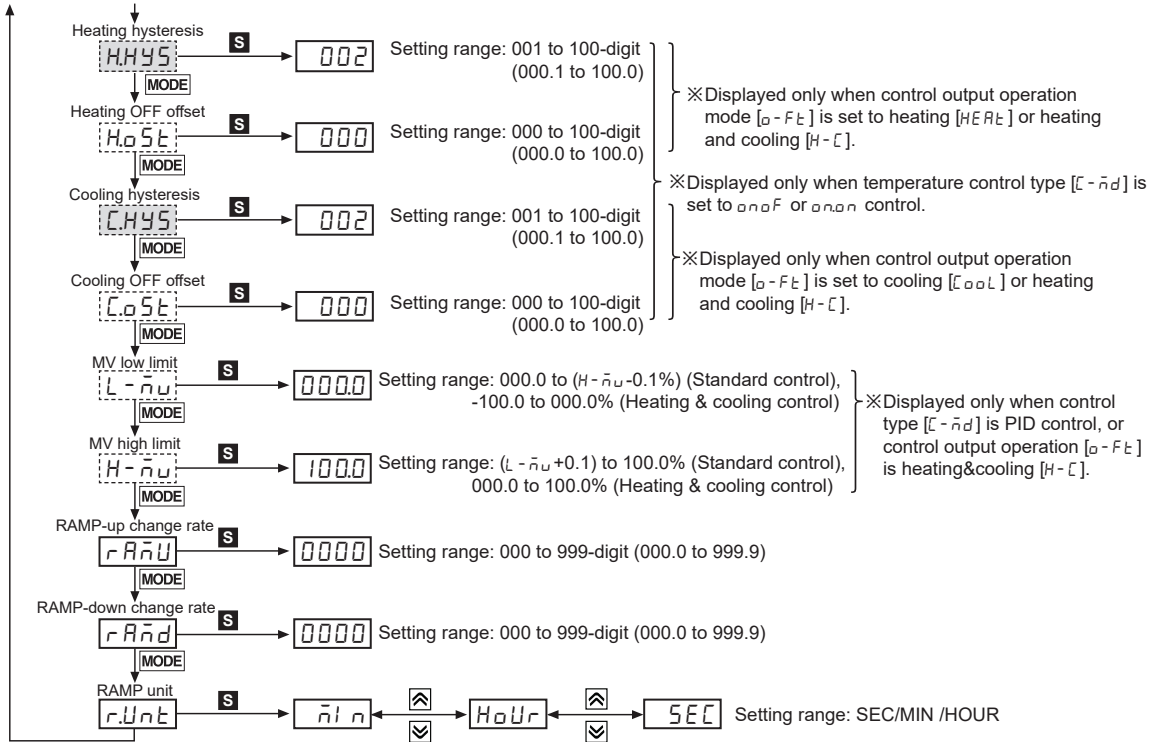 Heating hysteresis
H.HYS S 002 Setting range: 001 to 100-digit
(000.1 to 100.0)
MODE
※Displayed only when control output operation
mode [o-Ft] is set to heating [HEAt] or heating
and cooling [H-C].
Heating OFF offset
H.oSt S 000 Setting range: 000 to 100-digit
(000.0 to 100.0)
MODE
※Displayed only when temperature control type [C-md] is
set to onoF or on.on control.
Cooling hysteresis
C.HYS S 002 Setting range: 001 to 100-digit
(000.1 to 100.0)
MODE
※Displayed only when control output operation
mode [o-Ft] is set to cooling [CooL] or heating
and cooling [H-C].
Cooling OFF offset
C.oSt S 000 Setting range: 000 to 100-digit
(000.0 to 100.0)
MODE
MV low limit
L-mu S 000.0 Setting range: 000.0 to (H-mu-0.1%) (Standard control),
-100.0 to 000.0% (Heating & cooling control)
MODE
※Displayed only when control
type [C-md] is PID control, or
control output operation [o-Ft]
is heating&cooling [H-C].
MV high limit
H-mu S 100.0 Setting range: (L-mu+0.1) to 100.0% (Standard control),
000.0 to 100.0% (Heating & cooling control)
MODE
RAMP-up change rate
rAmU S 0000 Setting range: 000 to 999-digit (000.0 to 999.9)
MODE
RAMP-down change rate
rAmd S 0000 Setting range: 000 to 999-digit (000.0 to 999.9)
MODE
RAMP unit
r.Unt S mIn HoUr SEC Setting range: SEC/MIN /HOUR